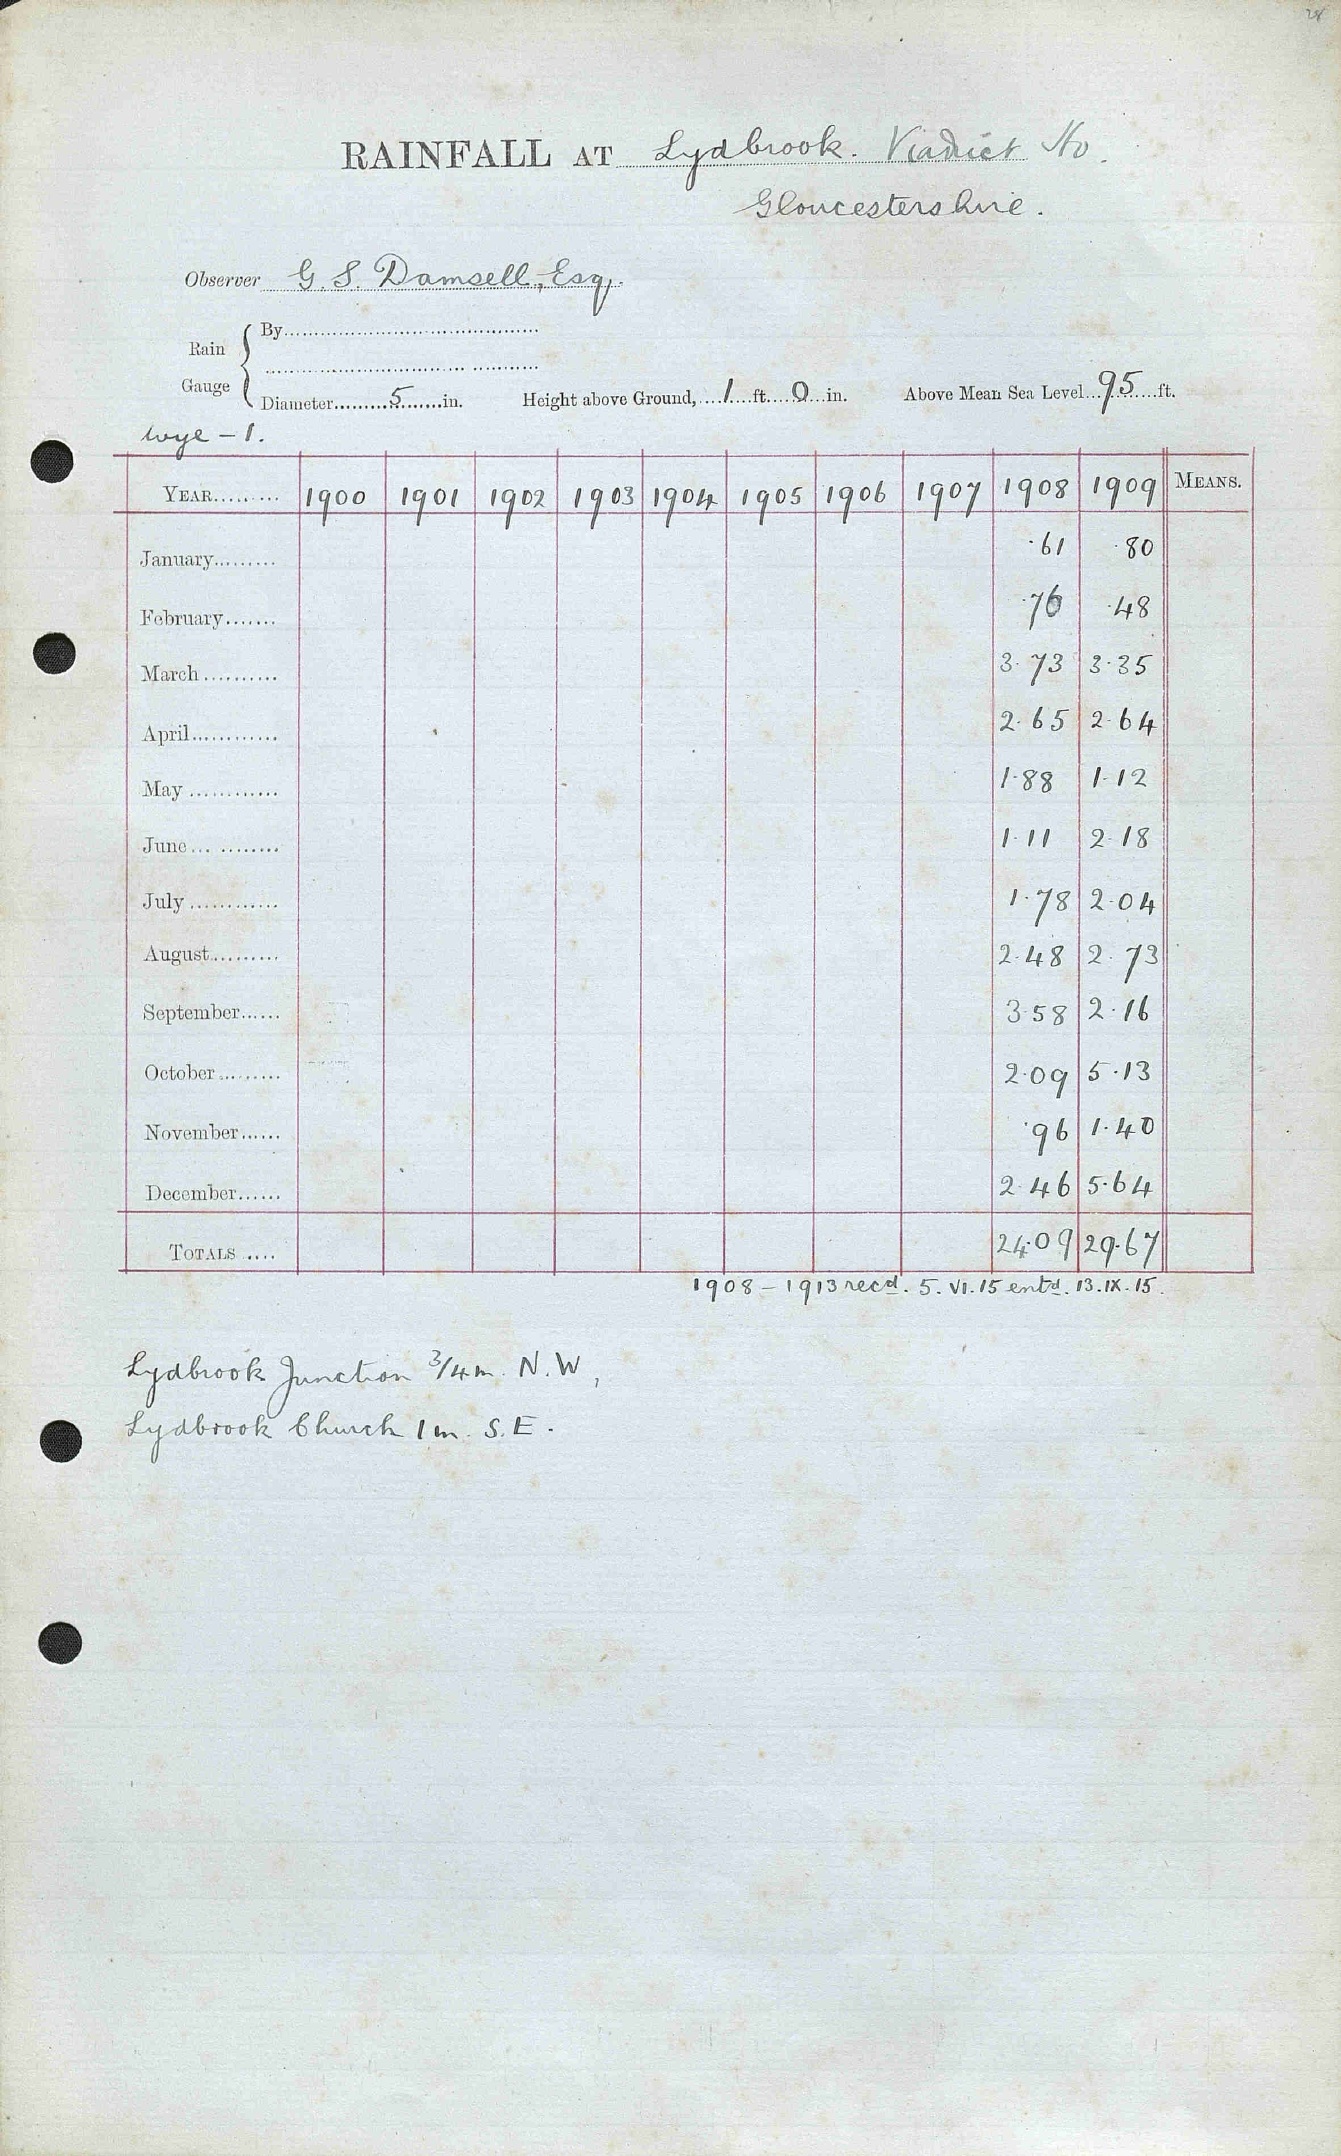 28
RAINFALL AT Lydbrook. Viaduct Ho.
Gloucestershire.
Observer G. S. Damsell, Esq.
Rain Gauge { By
Diameter 5 in. Height above Ground, 1 ft. 0 in. Above Mean Sea Level 95 ft.
Wye – 1.
YEAR 1900 1901 1902 1903 1904 1905 1906 1907 1908 1909 MEANS.
January ·61 ·80
February ·76 ·48
March 3·73 3·35
April 2·65 2·64
May 1·88 1·12
June 1·11 2·18
July 1·78 2·04
August 2·48 2·73
September 3·58 2·16
October 2·09 5·13
November ·96 1·40
December 2·46 5·64
TOTALS 24·09 29·67
1908 – 1913 recd. 5. VI. 15 entd. 13. IX. 15.
Lydbrook Junction 3/4 m. N.W,
Lydbrook Church 1 m. S.E.